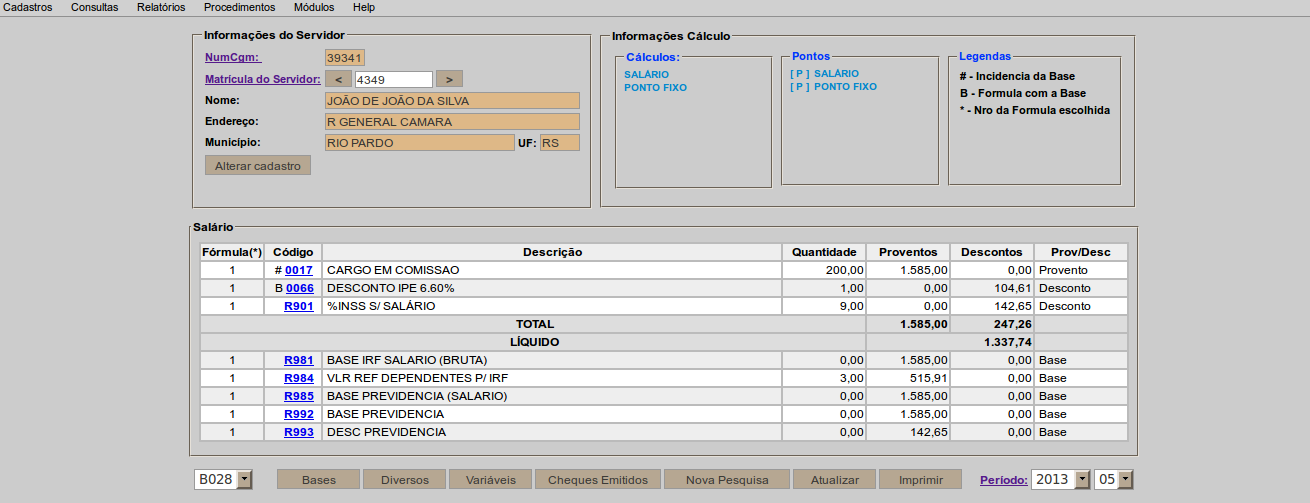 Cadastros Consultas Relatórios Procedimentos Módulos Help
Informações do Servidor
NumCgm: 39341
Matrícula do Servidor: < 4349 >
Nome: JOÃO DE JOÃO DA SILVA
Endereço: R GENERAL CAMARA
Município: RIO PARDO UF: RS
Alterar cadastro
Informações Cálculo
Cálculos:
SALÁRIO
PONTO FIXO
Pontos
[ P ] SALÁRIO
[ P ] PONTO FIXO
Legendas
# - Incidencia da Base
B - Formula com a Base
* - Nro da Formula escolhida
Salário
Fórmula(*) Código Descrição Quantidade Proventos Descontos Prov/Desc
1 # 0017 CARGO EM COMISSAO 200,00 1.585,00 0,00 Provento
1 B 0066 DESCONTO IPE 6.60% 1,00 0,00 104,61 Desconto
1 R901 %INSS S/ SALÁRIO 9,00 0,00 142,65 Desconto
TOTAL 1.585,00 247,26
LÍQUIDO 1.337,74
1 R981 BASE IRF SALARIO (BRUTA) 0,00 1.585,00 0,00 Base
1 R984 VLR REF DEPENDENTES P/ IRF 3,00 515,91 0,00 Base
1 R985 BASE PREVIDENCIA (SALARIO) 0,00 1.585,00 0,00 Base
1 R992 BASE PREVIDENCIA 0,00 1.585,00 0,00 Base
1 R993 DESC PREVIDENCIA 0,00 142,65 0,00 Base
B028 Bases Diversos Variáveis Cheques Emitidos Nova Pesquisa Atualizar Imprimir Periodo: 2013 05